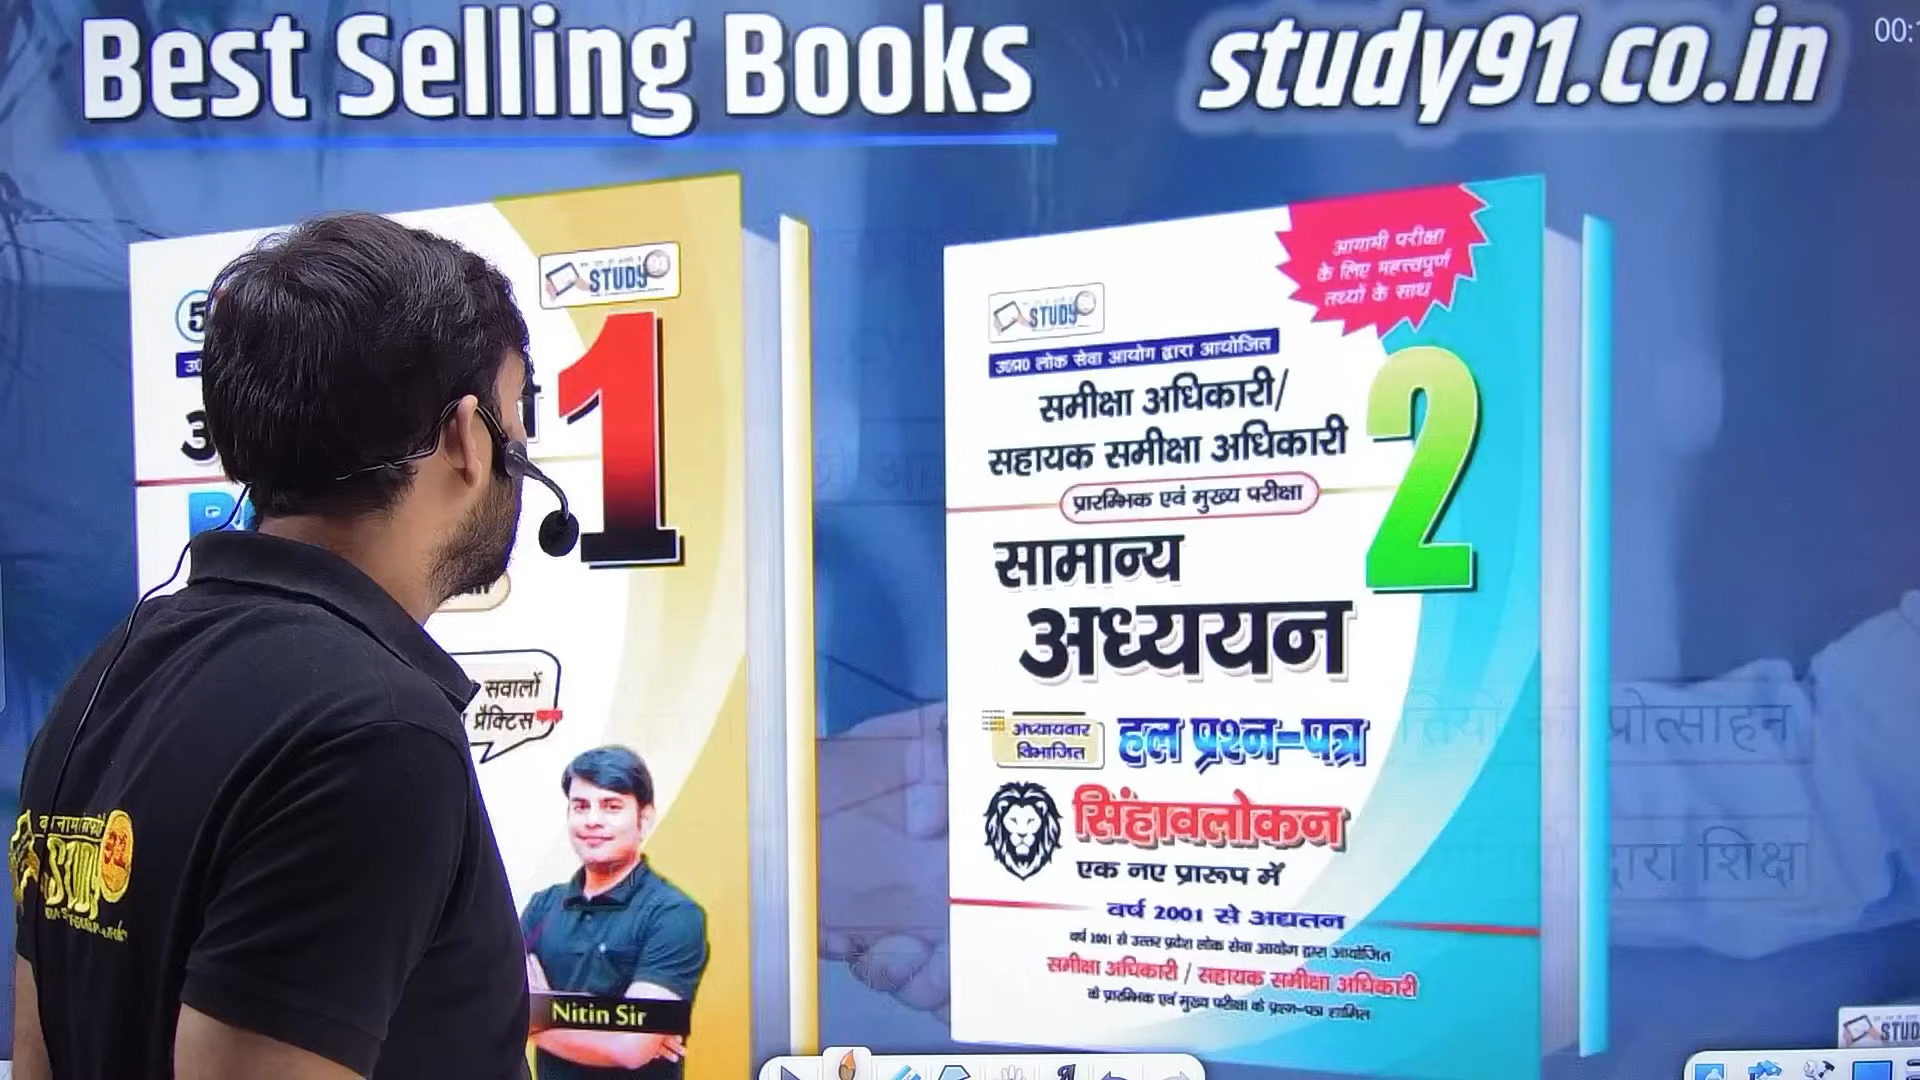 Best Selling Books
study91.co.in
STUDY
सवालों
प्रैक्टिस
Nitin Sir
आगामी परीक्षा
के लिए महत्त्वपूर्ण
तथ्यों के साथ
STUDY
उ0प्र0 लोक सेवा आयोग द्वारा आयोजित
समीक्षा अधिकारी/
सहायक समीक्षा अधिकारी
प्रारम्भिक एवं मुख्य परीक्षा
सामान्य
अध्ययन
अध्यायवार
विभाजित
हल प्रश्न-पत्र
सिंहावलोकन
एक नए प्रारूप में
वर्ष 2001 से अद्यतन
वर्ष 2001 से उत्तर प्रदेश लोक सेवा आयोग द्वारा आयोजित
समीक्षा अधिकारी / सहायक समीक्षा अधिकारी
के प्रारम्भिक एवं मुख्य परीक्षा के प्रश्न-पत्र शामिल
1
2
प्रोत्साहन
द्वारा शिक्षा
00: